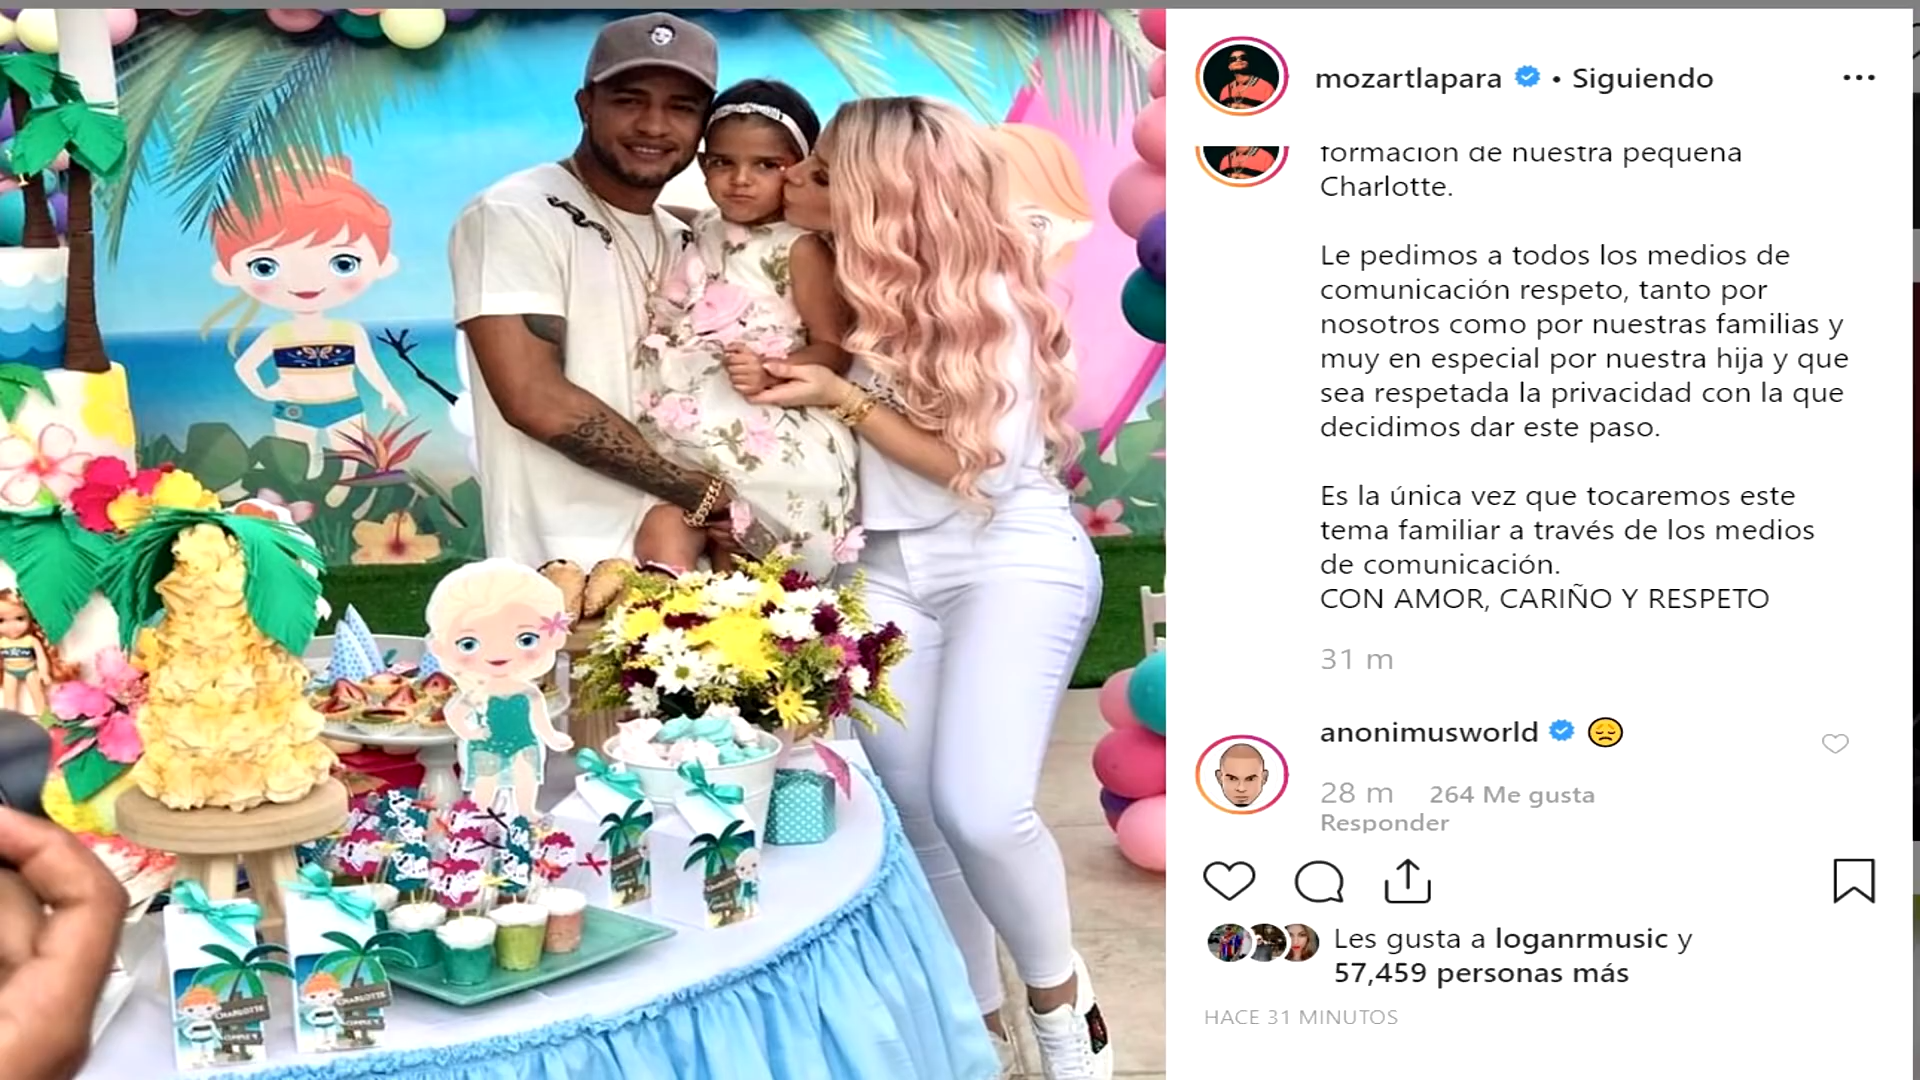 mozartlapara • Siguiendo
formación de nuestra pequeña
Charlotte.
Le pedimos a todos los medios de
comunicación respeto, tanto por
nosotros como por nuestras familias y
muy en especial por nuestra hija y que
sea respetada la privacidad con la que
decidimos dar este paso.
Es la única vez que tocaremos este
tema familiar a través de los medios
de comunicación.
CON AMOR, CARIÑO Y RESPETO
31 m
anonimusworld 😞
28 m 264 Me gusta
Responder
Les gusta a loganrmusic y
57,459 personas más
HACE 31 MINUTOS
CHARLOTTE
CHARLOTTE